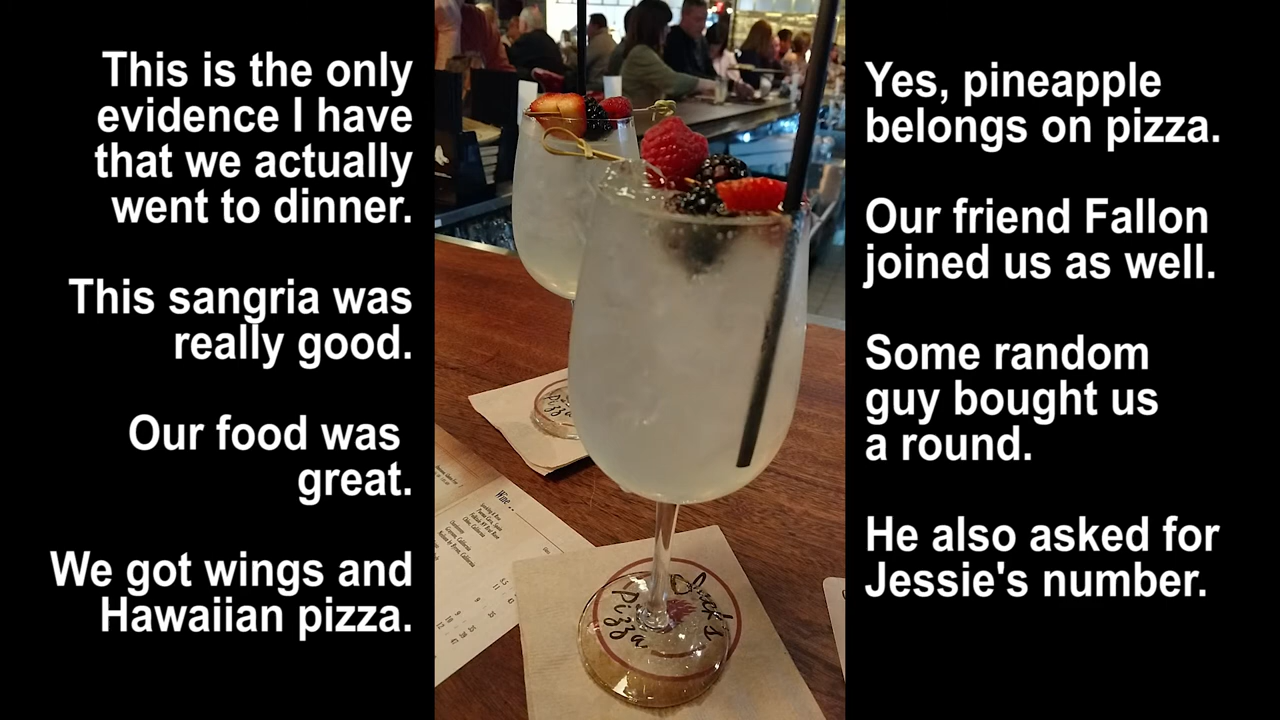 This is the only
evidence I have
that we actually
went to dinner.
This sangria was
really good.
Our food was
great.
We got wings and
Hawaiian pizza.
Yes, pineapple
belongs on pizza.
Our friend Fallon
joined us as well.
Some random
guy bought us
a round.
He also asked for
Jessie's number.
Pizza
Wine
Jack's
Pizza